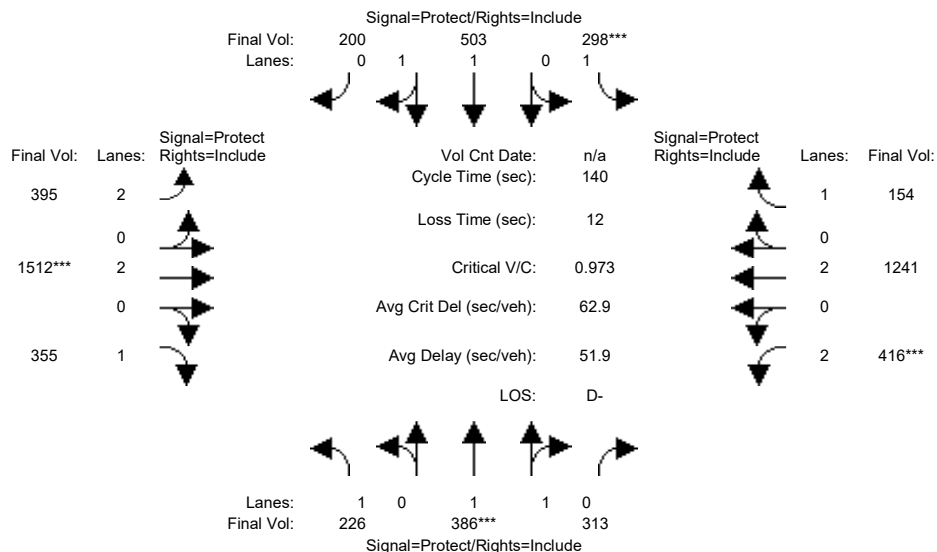 Signal=Protect/Rights=Include
Final Vol: 200 503 298***
Lanes: 0 1 1 0 1
Signal=Protect Signal=Protect
Final Vol: Lanes: Rights=Include Vol Cnt Date: n/a Rights=Include Lanes: Final Vol:
Cycle Time (sec): 140
395 2 1 154
Loss Time (sec): 12
0 0
1512*** 2 Critical V/C: 0.973 2 1241
0 Avg Crit Del (sec/veh): 62.9 0
355 1 Avg Delay (sec/veh): 51.9 2 416***
LOS: D-
Lanes: 1 0 1 1 0
Final Vol: 226 386*** 313
Signal=Protect/Rights=Include